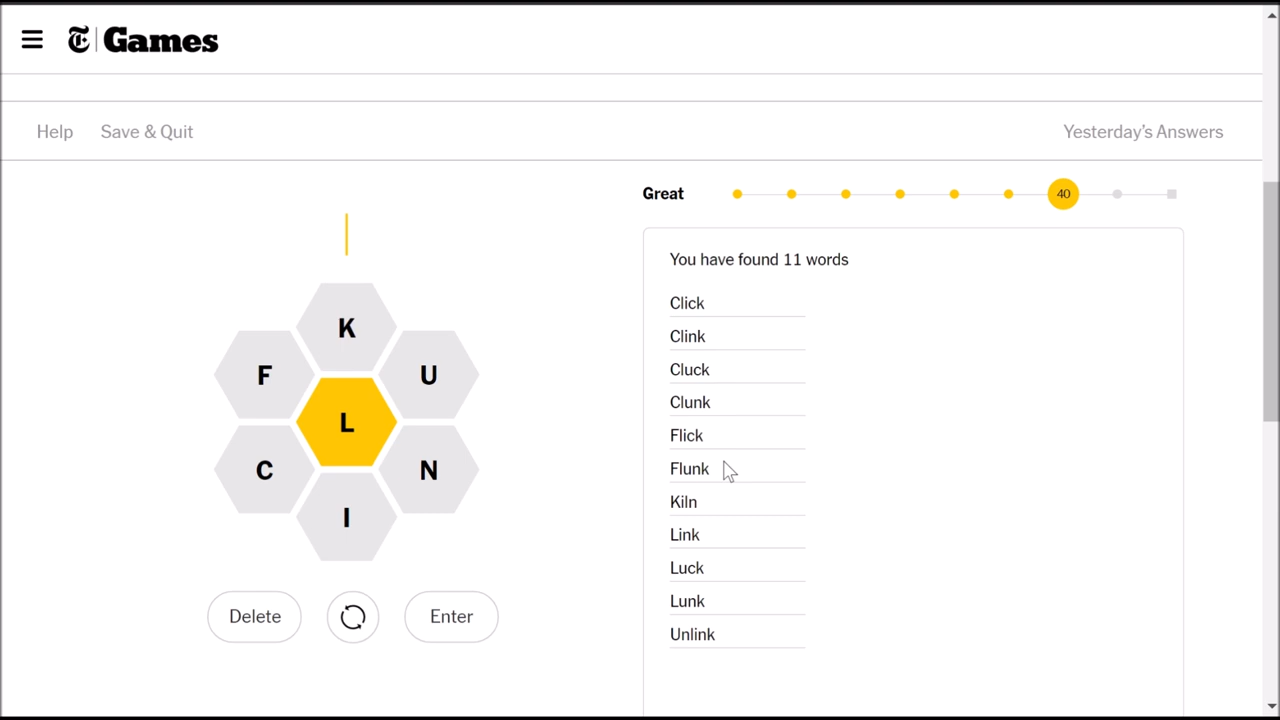 Games
Help Save & Quit Yesterday's Answers
Great 40
You have found 11 words
Click
Clink
Cluck
Clunk
Flick
Flunk
Kiln
Link
Luck
Lunk
Unlink
K
F U
L
C N
I
Delete Enter